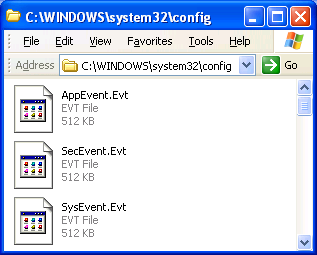 C:\WINDOWS\system32\config
File Edit View Favorites Tools Help
Address C:\WINDOWS\system32\config Go
AppEvent.Evt
EVT File
512 KB
SecEvent.Evt
EVT File
512 KB
SysEvent.Evt
EVT File
512 KB